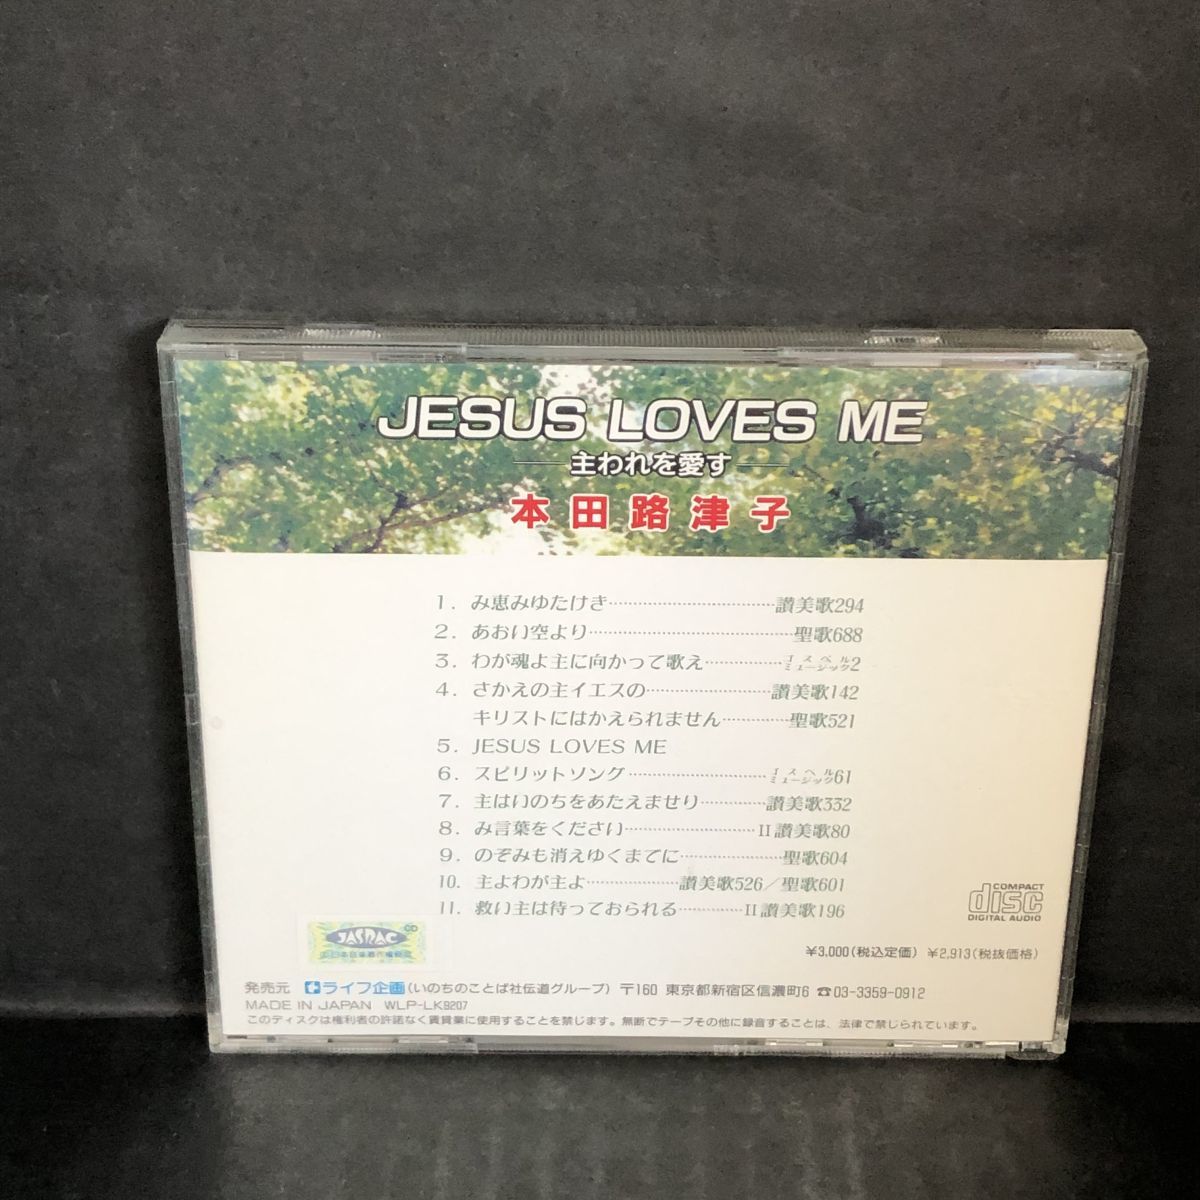 JESUS LOVES ME
主われを愛す
本田路津子
1. み恵みゆたけき……………………讃美歌294
2. あおい空より…………………………聖歌688
3. わが魂よ主に向かって歌え…………ゴスペルミュージック2
4. さかえの主イエスの………………讃美歌142
キリストにはかえられません………聖歌521
5. JESUS LOVES ME
6. スピリットソング…………………ゴスペルミュージック61
7. 主はいのちをあたえませり………讃美歌332
8. み言葉をください………………II讃美歌80
9. のぞみも消えゆくまでに…………聖歌604
10. 主よわが主よ…………讃美歌526/聖歌601
11. 救い主は待っておられる………II讃美歌196
COMPACT
disc
DIGITAL AUDIO
JASRAC
CD
¥3,000(税込定価) ¥2,913(税抜価格)
発売元 ライフ企画(いのちのことば社伝道グループ) 〒160 東京都新宿区信濃町6 ☎03-3359-0912
MADE IN JAPAN WLP-LK9207
このディスクは権利者の許諾なく賃貸業に使用することを禁じます。無断でテープその他に録音することは、法律で禁じられています。